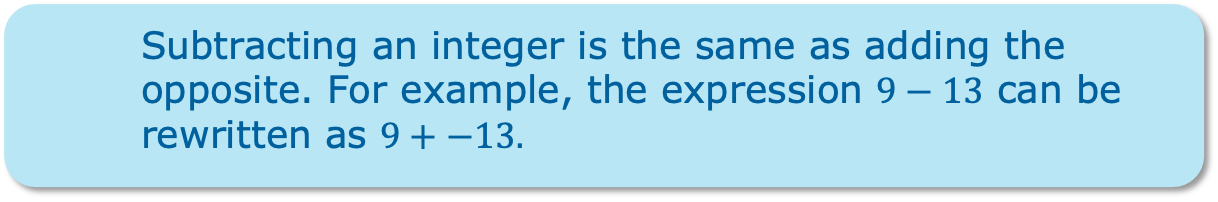 Subtracting an integer is the same as adding the
opposite. For example, the expression 9 − 13 can be
rewritten as 9 + −13.